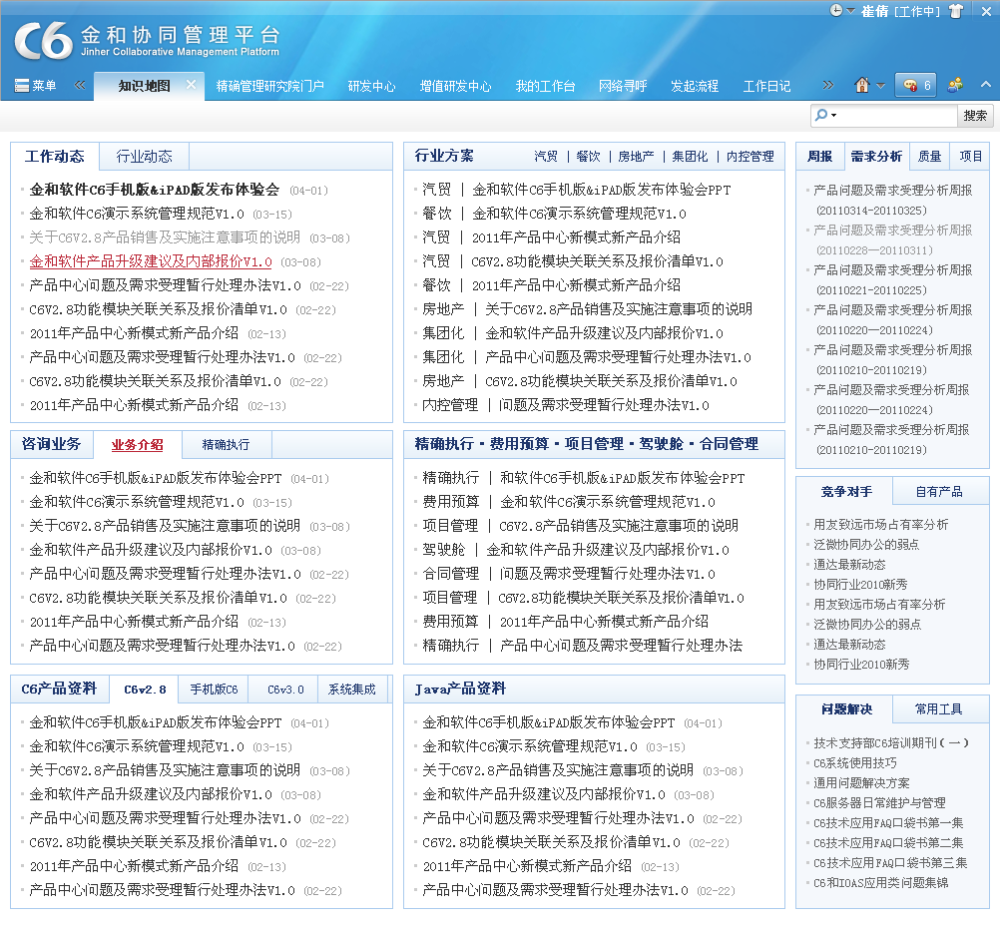 崔倩 [工作中]
C6 金和协同管理平台
Jinher Collaborative Management Platform
菜单 知识地图 精确管理研究院门户 研发中心 增值研发中心 我的工作台 网络寻呼 发起流程 工作日记 6
搜索
工作动态 行业动态
金和软件C6手机版&iPAD版发布体验会 (04-01)
金和软件C6演示系统管理规范V1.0 (03-15)
关于C6V2.8产品销售及实施注意事项的说明 (03-08)
金和软件产品升级建议及内部报价V1.0 (03-08)
产品中心问题及需求受理暂行处理办法V1.0 (02-22)
C6V2.8功能模块关联关系及报价清单V1.0 (02-22)
2011年产品中心新模式新产品介绍 (02-13)
产品中心问题及需求受理暂行处理办法V1.0 (02-22)
C6V2.8功能模块关联关系及报价清单V1.0 (02-22)
2011年产品中心新模式新产品介绍 (02-13)
行业方案 汽贸 | 餐饮 | 房地产 | 集团化 | 内控管理
汽贸 | 金和软件C6手机版&iPAD版发布体验会PPT
餐饮 | 金和软件C6演示系统管理规范V1.0
汽贸 | 2011年产品中心新模式新产品介绍
汽贸 | C6V2.8功能模块关联关系及报价清单V1.0
餐饮 | 2011年产品中心新模式新产品介绍
房地产 | 关于C6V2.8产品销售及实施注意事项的说明
集团化 | 金和软件产品升级建议及内部报价V1.0
集团化 | 产品中心问题及需求受理暂行处理办法V1.0
房地产 | C6V2.8功能模块关联关系及报价清单V1.0
内控管理 | 问题及需求受理暂行处理办法V1.0
周报 需求分析 质量 项目
产品问题及需求受理分析周报
(20110314-20110325)
产品问题及需求受理分析周报
(20110228—20110311)
产品问题及需求受理分析周报
(20110221-20110225)
产品问题及需求受理分析周报
(20110220—20110224)
产品问题及需求受理分析周报
(20110210-20110219)
产品问题及需求受理分析周报
(20110220—20110224)
产品问题及需求受理分析周报
(20110210-20110219)
咨询业务 业务介绍 精确执行
金和软件C6手机版&iPAD版发布体验会PPT (04-01)
金和软件C6演示系统管理规范V1.0 (03-15)
关于C6V2.8产品销售及实施注意事项的说明 (03-08)
金和软件产品升级建议及内部报价V1.0 (03-08)
产品中心问题及需求受理暂行处理办法V1.0 (02-22)
C6V2.8功能模块关联关系及报价清单V1.0 (02-22)
2011年产品中心新模式新产品介绍 (02-13)
产品中心问题及需求受理暂行处理办法V1.0 (02-22)
精确执行·费用预算·项目管理·驾驶舱·合同管理
精确执行 | 和软件C6手机版&iPAD版发布体验会PPT
费用预算 | 金和软件C6演示系统管理规范V1.0
项目管理 | C6V2.8产品销售及实施注意事项的说明
驾驶舱 | 金和软件产品升级建议及内部报价V1.0
合同管理 | 问题及需求受理暂行处理办法V1.0
项目管理 | C6V2.8功能模块关联关系及报价清单V1.0
费用预算 | 2011年产品中心新模式新产品介绍
精确执行 | 产品中心问题及需求受理暂行处理办法
竞争对手 自有产品
用友致远市场占有率分析
泛微协同办公的弱点
通达最新动态
协同行业2010新秀
用友致远市场占有率分析
泛微协同办公的弱点
通达最新动态
协同行业2010新秀
C6产品资料 C6v2.8 手机版C6 C6v3.0 系统集成
金和软件C6手机版&iPAD版发布体验会PPT (04-01)
金和软件C6演示系统管理规范V1.0 (03-15)
关于C6V2.8产品销售及实施注意事项的说明 (03-08)
金和软件产品升级建议及内部报价V1.0 (03-08)
产品中心问题及需求受理暂行处理办法V1.0 (02-22)
C6V2.8功能模块关联关系及报价清单V1.0 (02-22)
2011年产品中心新模式新产品介绍 (02-13)
产品中心问题及需求受理暂行处理办法V1.0 (02-22)
Java产品资料
金和软件C6手机版&iPAD版发布体验会PPT (04-01)
金和软件C6演示系统管理规范V1.0 (03-15)
关于C6V2.8产品销售及实施注意事项的说明 (03-08)
金和软件产品升级建议及内部报价V1.0 (03-08)
产品中心问题及需求受理暂行处理办法V1.0 (02-22)
C6V2.8功能模块关联关系及报价清单V1.0 (02-22)
2011年产品中心新模式新产品介绍 (02-13)
产品中心问题及需求受理暂行处理办法V1.0 (02-22)
问题解决 常用工具
技术支持部C6培训期刊(一)
C6系统使用技巧
通用问题解决方案
C6服务器日常维护与管理
C6技术应用FAQ口袋书第一集
C6技术应用FAQ口袋书第二集
C6技术应用FAQ口袋书第三集
C6和IOAS应用类问题集锦